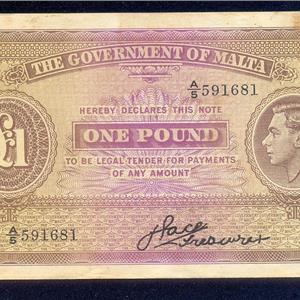 THE GOVERNMENT OF MALTA
A/5 591681
HEREBY DECLARES THIS NOTE
£1
ONE POUND
TO BE LEGAL TENDER FOR PAYMENTS
OF ANY AMOUNT
A/5 591681
J Pace
Treasurer